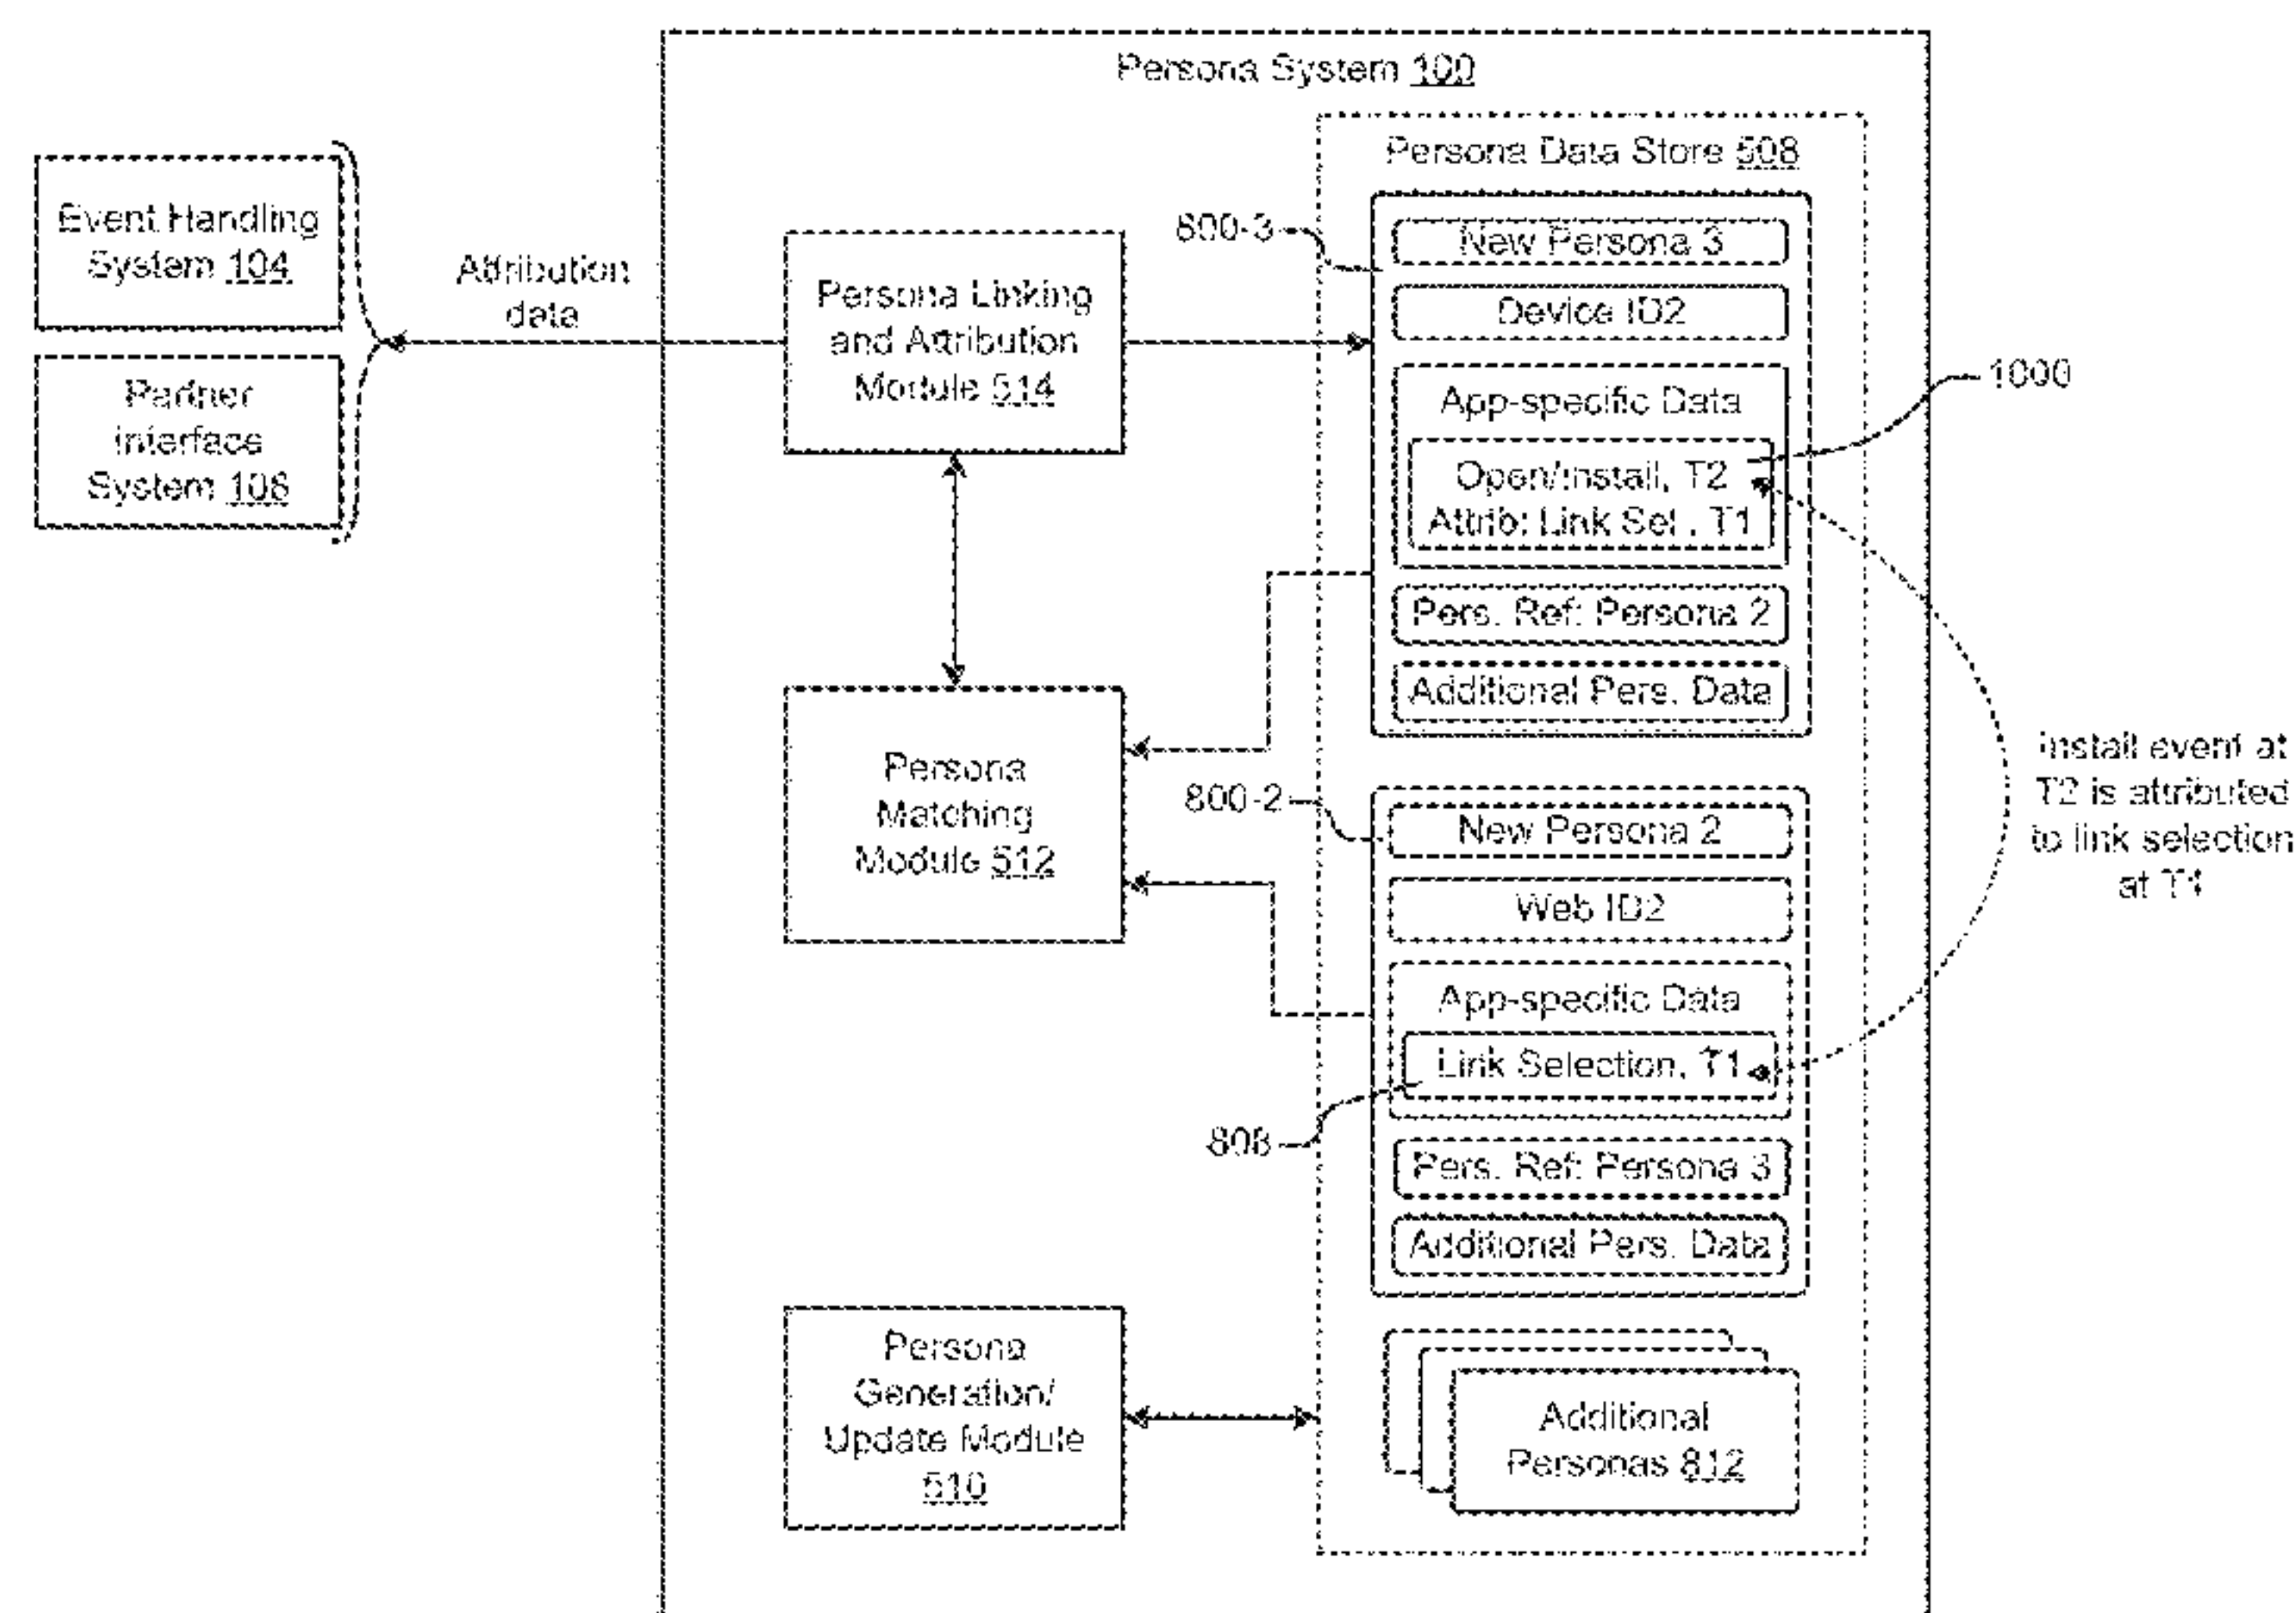 Persona System 100
Persona Data Store 508
Event Handling
System 104
Partner
Interface
System 106
Attribution
data
Persona Linking
and Attribution
Module 514
800-3
New Persona 3
Device ID2
App-specific Data
Open/Install, T2
Attrib: Link Sel., T1
1000
Pers. Ref: Persona 2
Additional Pers. Data
Persona
Matching
Module 512
800-2
New Persona 2
Web ID2
App-specific Data
Link Selection, T1
808
Pers. Ref: Persona 3
Additional Pers. Data
Install event at
T2 is attributed
to link selection
at T1
Persona
Generation/
Update Module
510
Additional
Personas 812